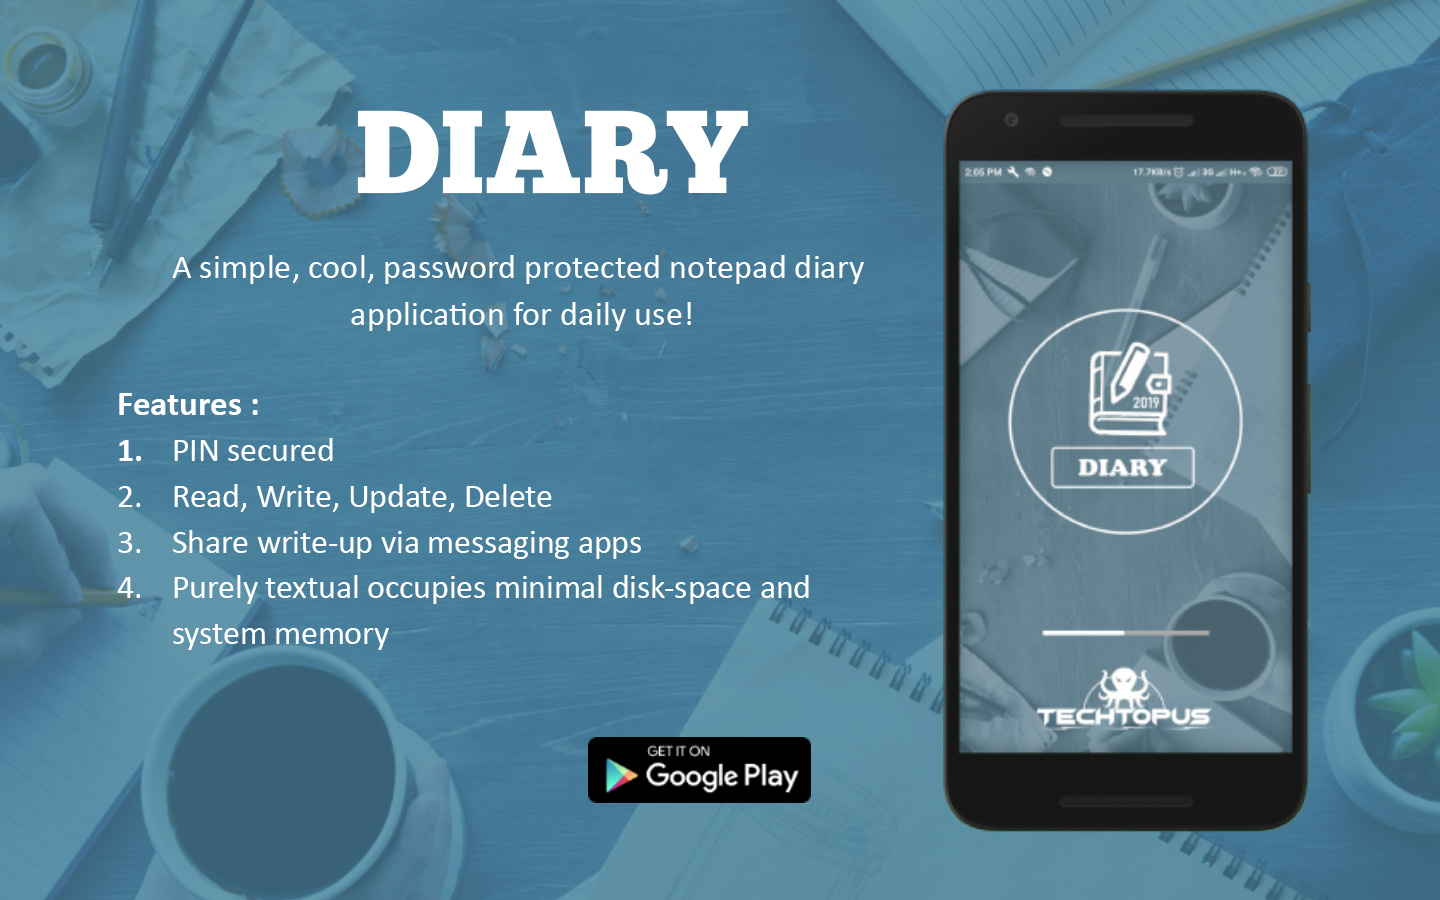 DIARY
A simple, cool, password protected notepad diary
application for daily use!
Features :
1. PIN secured
2. Read, Write, Update, Delete
3. Share write-up via messaging apps
4. Purely textual occupies minimal disk-space and
system memory
GET IT ON
Google Play
2:05 PM 17.7KB/s 3G H+
2019
DIARY
TECHTOPUS